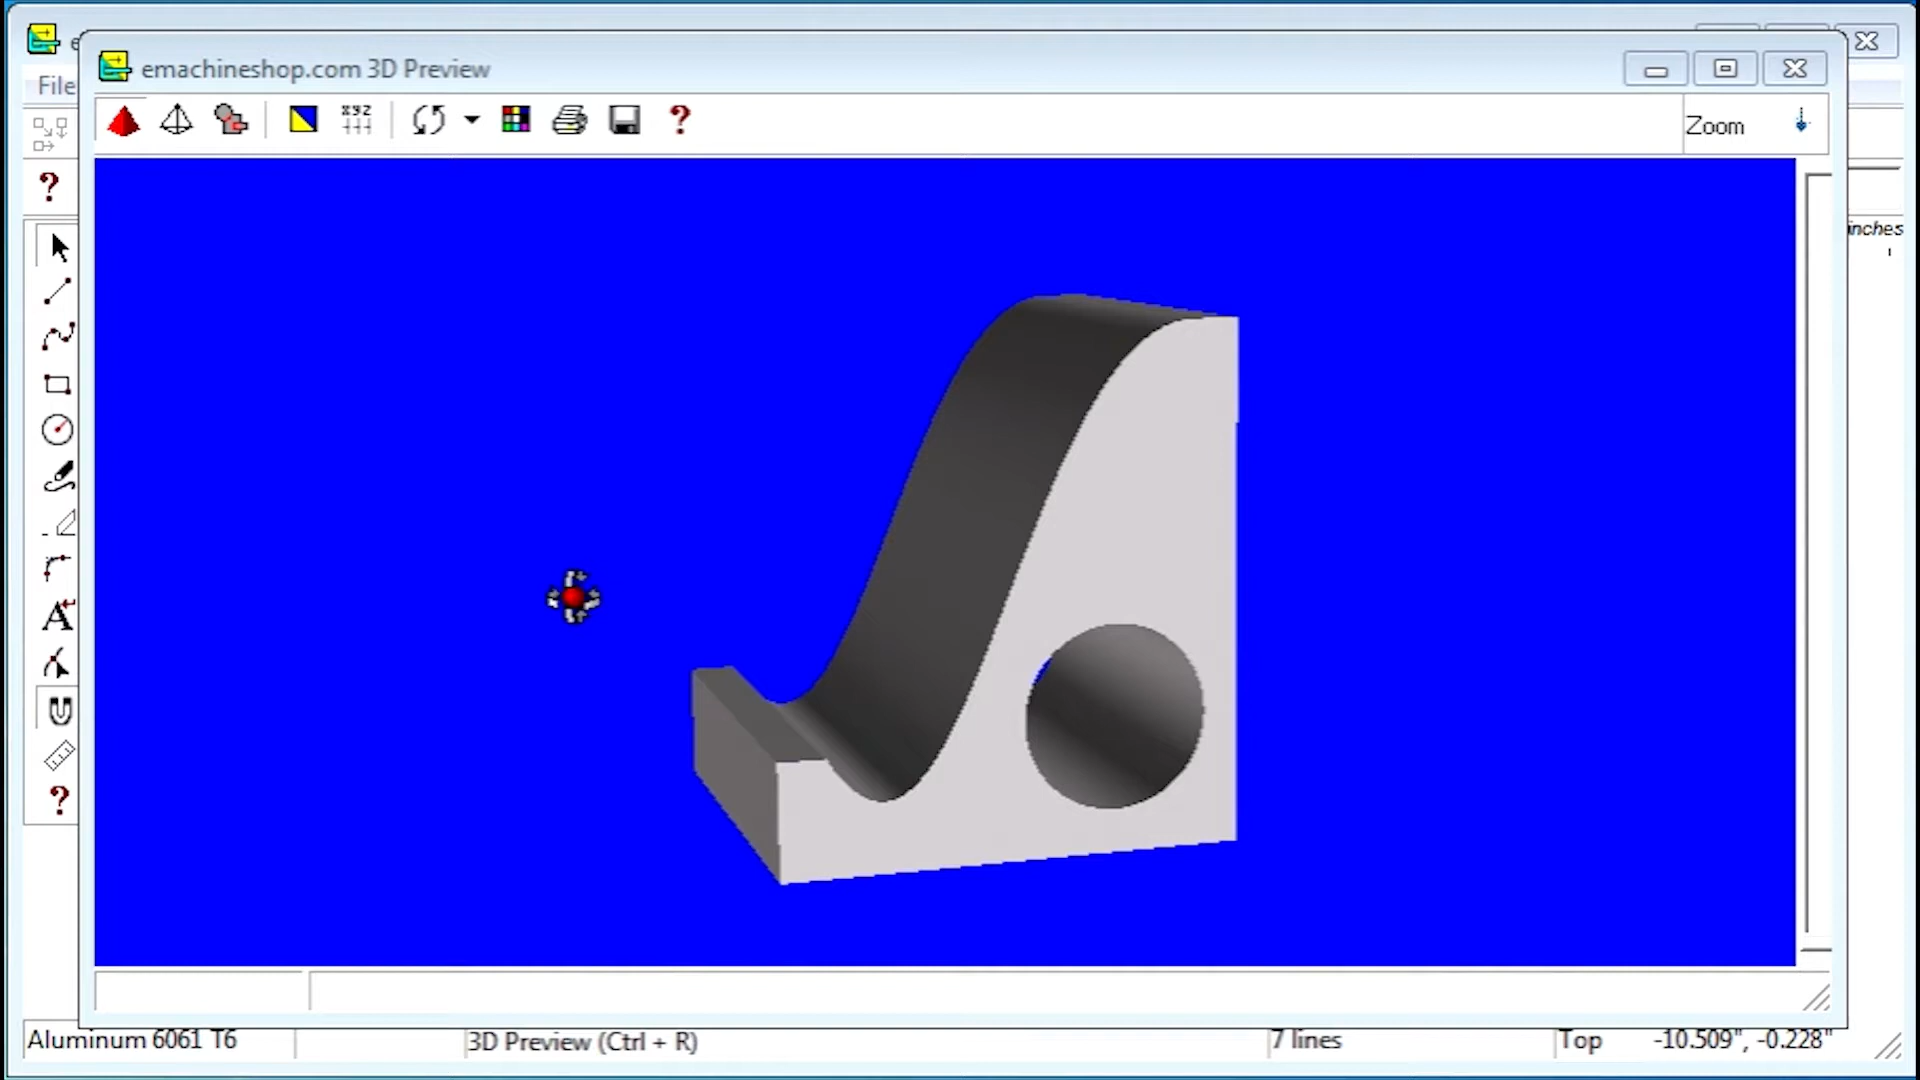 emachineshop.com 3D Preview
File
XYZ
Zoom
inches
Aluminum 6061 T6
3D Preview (Ctrl + R)
7 lines
Top
-10.509", -0.228"